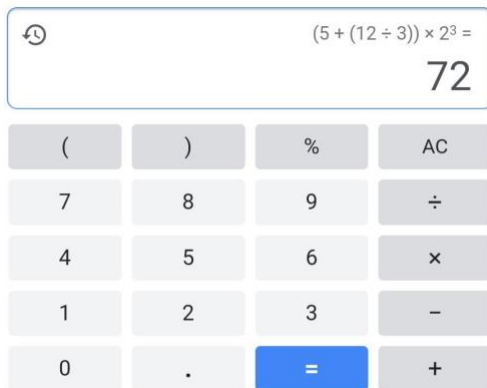 (5 + (12 ÷ 3)) × 2³ =
72
( ) % AC
7 8 9 ÷
4 5 6 ×
1 2 3 −
0 . = +